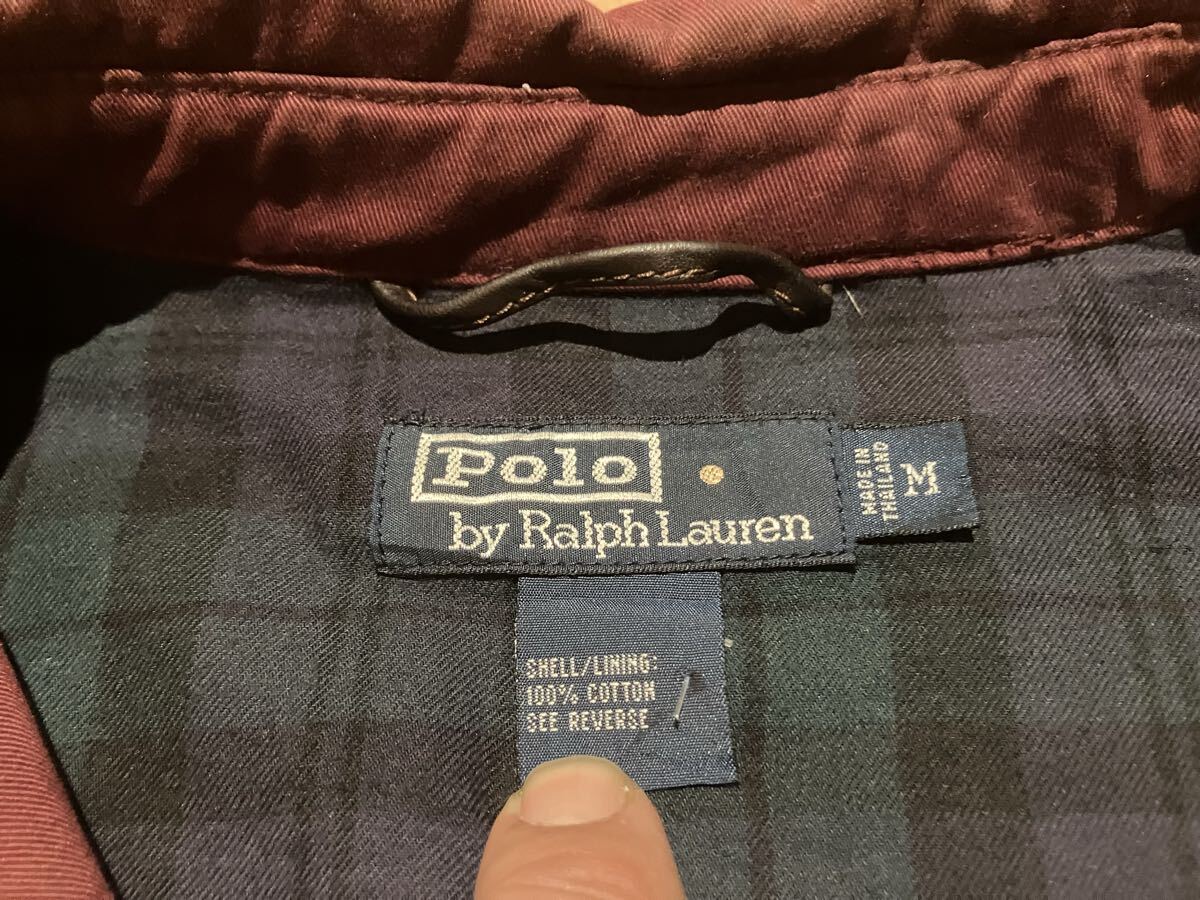 Polo
by Ralph Lauren
MADE IN
THAILAND
M
SHELL/LINING:
100% COTTON
SEE REVERSE